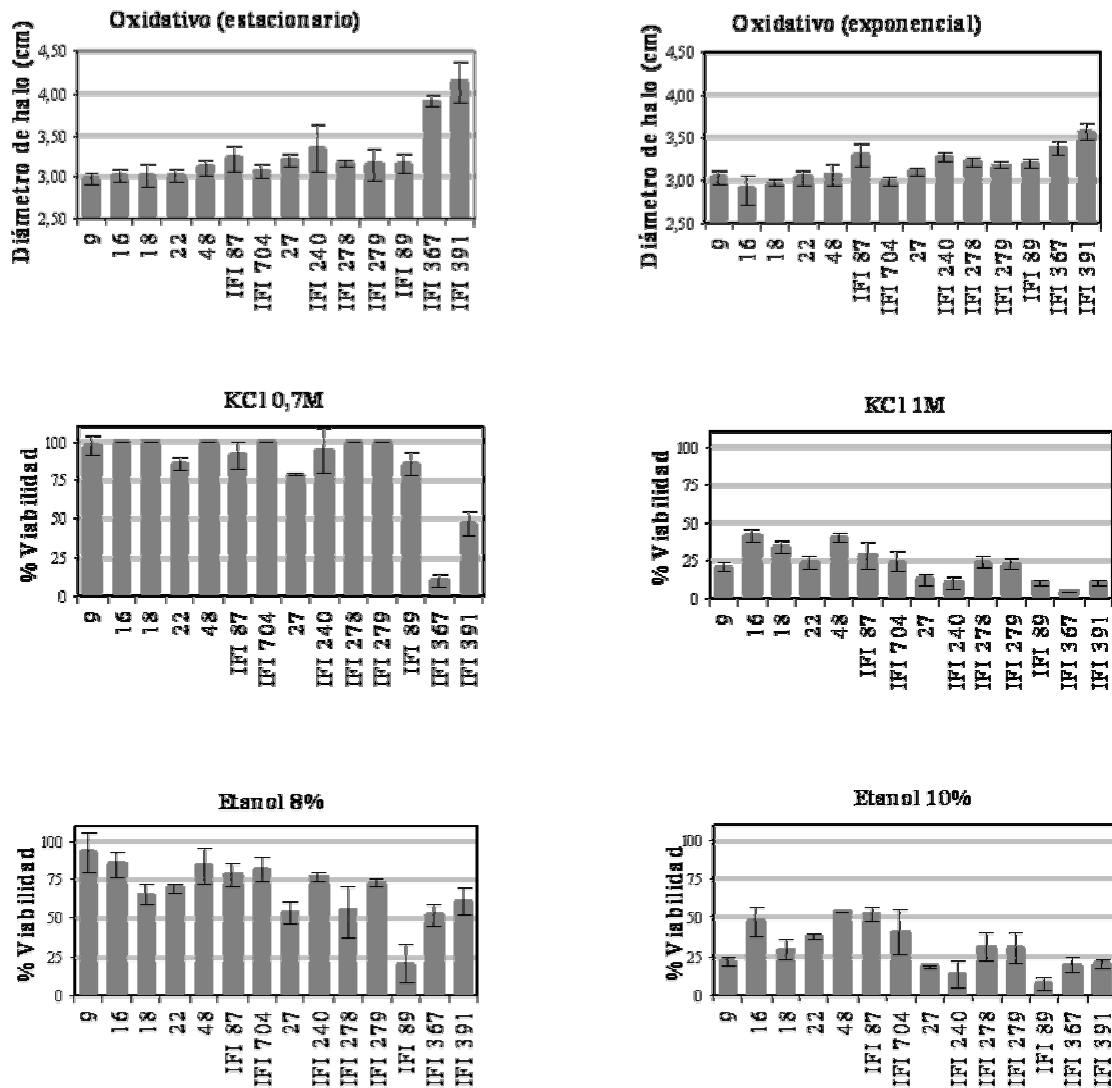 Oxidativo (estacionario)
Diámetro de halo (cm)
4,50
4,00
3,50
3,00
2,50
9
16
18
22
48
IFI 87
IFI 704
27
IFI 240
IFI 278
IFI 279
IFI 89
IFI 367
IFI 391
Oxidativo (exponencial)
Diámetro de halo (cm)
4,50
4,00
3,50
3,00
2,50
9
16
18
22
48
IFI 87
IFI 704
27
IFI 240
IFI 278
IFI 279
IFI 89
IFI 367
IFI 391
KCl 0,7M
% Viabilidad
100
75
50
25
0
9
16
18
22
48
IFI 87
IFI 704
27
IFI 240
IFI 278
IFI 279
IFI 89
IFI 367
IFI 391
KCl 1M
% Viabilidad
100
75
50
25
0
9
16
18
22
48
IFI 87
IFI 704
27
IFI 240
IFI 278
IFI 279
IFI 89
IFI 367
IFI 391
Etanol 8%
% Viabilidad
100
75
50
25
0
9
16
18
22
48
IFI 87
IFI 704
27
IFI 240
IFI 278
IFI 279
IFI 89
IFI 367
IFI 391
Etanol 10%
% Viabilidad
100
75
50
25
0
9
16
18
22
48
IFI 87
IFI 704
27
IFI 240
IFI 278
IFI 279
IFI 89
IFI 367
IFI 391